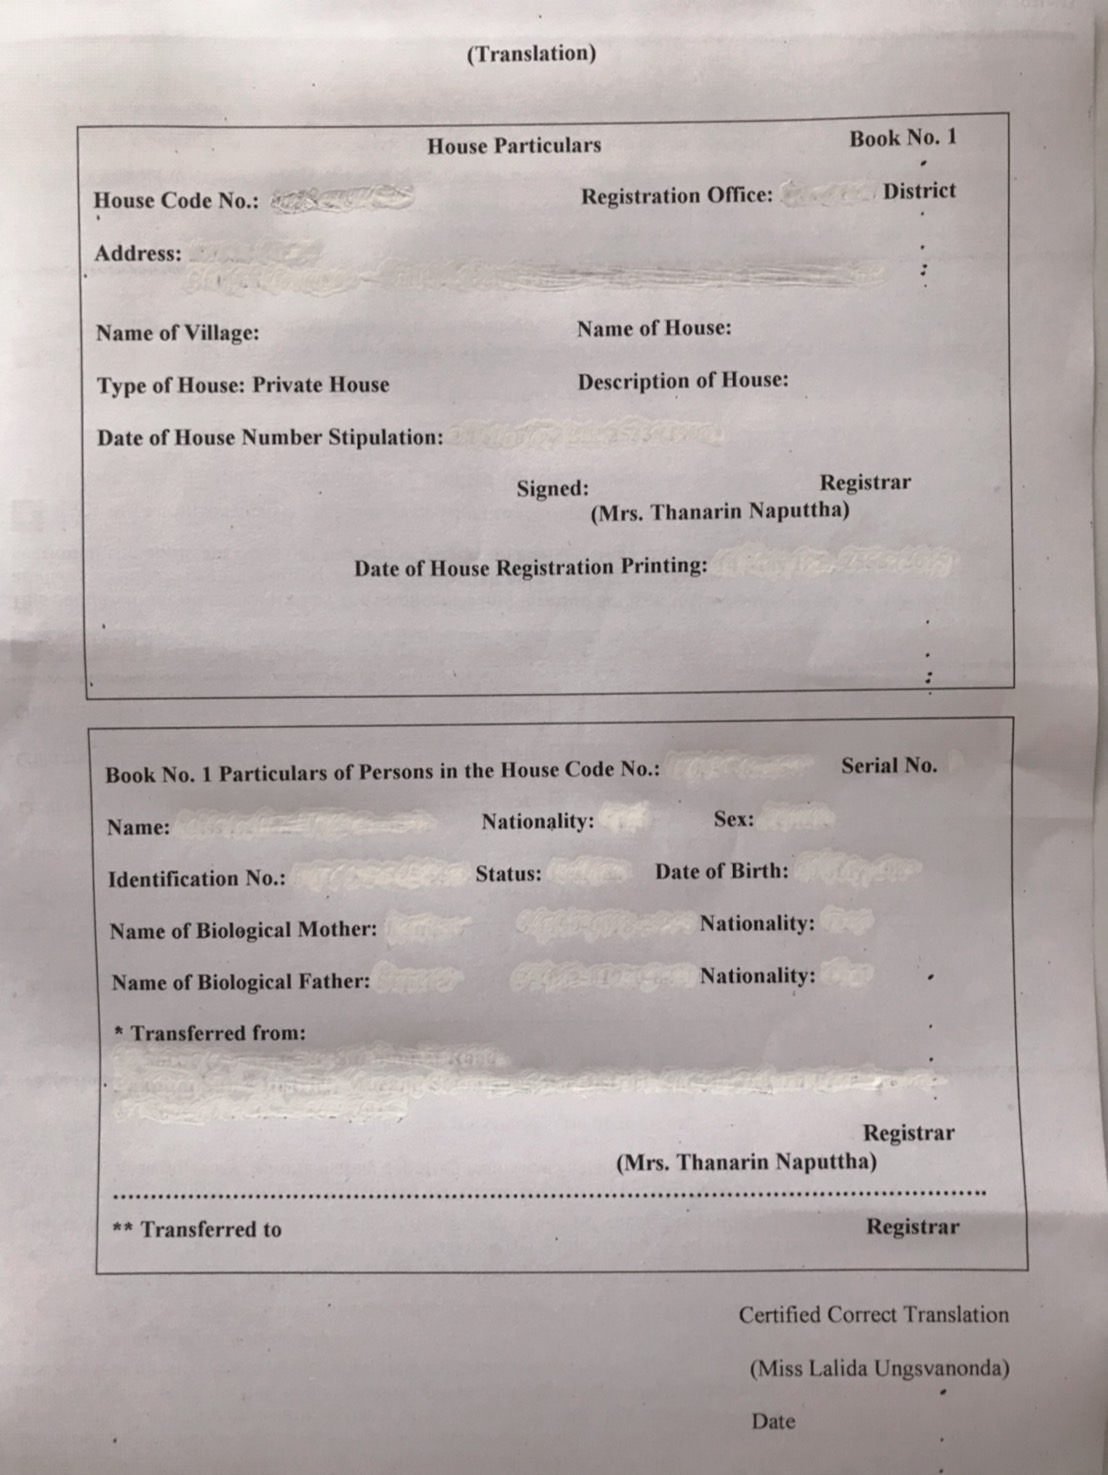 (Translation)
House Particulars Book No. 1
House Code No.: Registration Office: District
Address:
Name of Village: Name of House:
Type of House: Private House Description of House:
Date of House Number Stipulation:
Signed: Registrar
(Mrs. Thanarin Naputtha)
Date of House Registration Printing:
Book No. 1 Particulars of Persons in the House Code No.: Serial No.
Name: Nationality: Sex:
Identification No.: Status: Date of Birth:
Name of Biological Mother: Nationality:
Name of Biological Father: Nationality:
* Transferred from:
Registrar
(Mrs. Thanarin Naputtha)
** Transferred to Registrar
Certified Correct Translation
(Miss Lalida Ungsvanonda)
Date